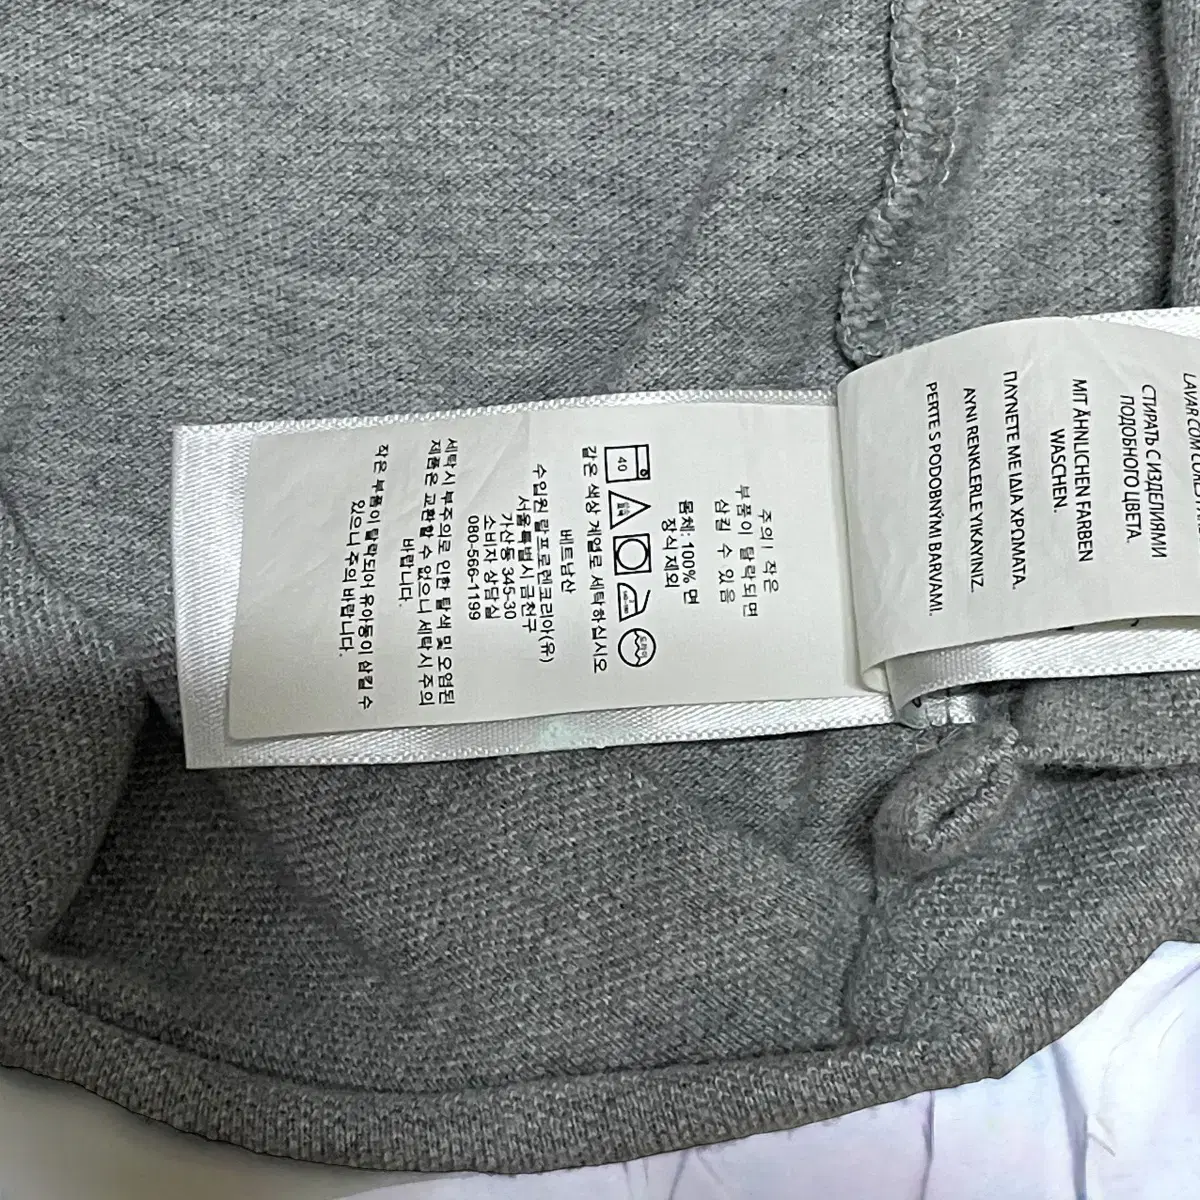 주의! 작은
부품이 탈락되면
삼킬 수 있음
몸체: 100% 면
장식 제외
40
같은 색상 계열로 세탁하십시오
베트남산
수입원 랄프로렌코리아(유)
서울특별시 금천구
가산동 345-30
소비자 상담실
080-566-1199
세탁시 부주의로 인한 탈색 및 오염된
제품은 교환할 수 없으니 세탁시 주의
바랍니다.
작은 부품이 탈락되어 유아동이 삼킬 수
있으니 주의 바랍니다.
LAVAR COM
СТИРАТЬ С ИЗДЕЛИЯМИ
ПОДОБНОГО ЦВЕТА.
MIT ÄHNLICHEN FARBEN
WASCHEN.
ΠΛΥΝΕΤΕ ΜΕ ΙΔΙΑ ΧΡΩΜΑΤΑ.
AYNI RENKLERLE YIKAYINIZ.
PERTE S PODOBNÝMI BARVAMI.